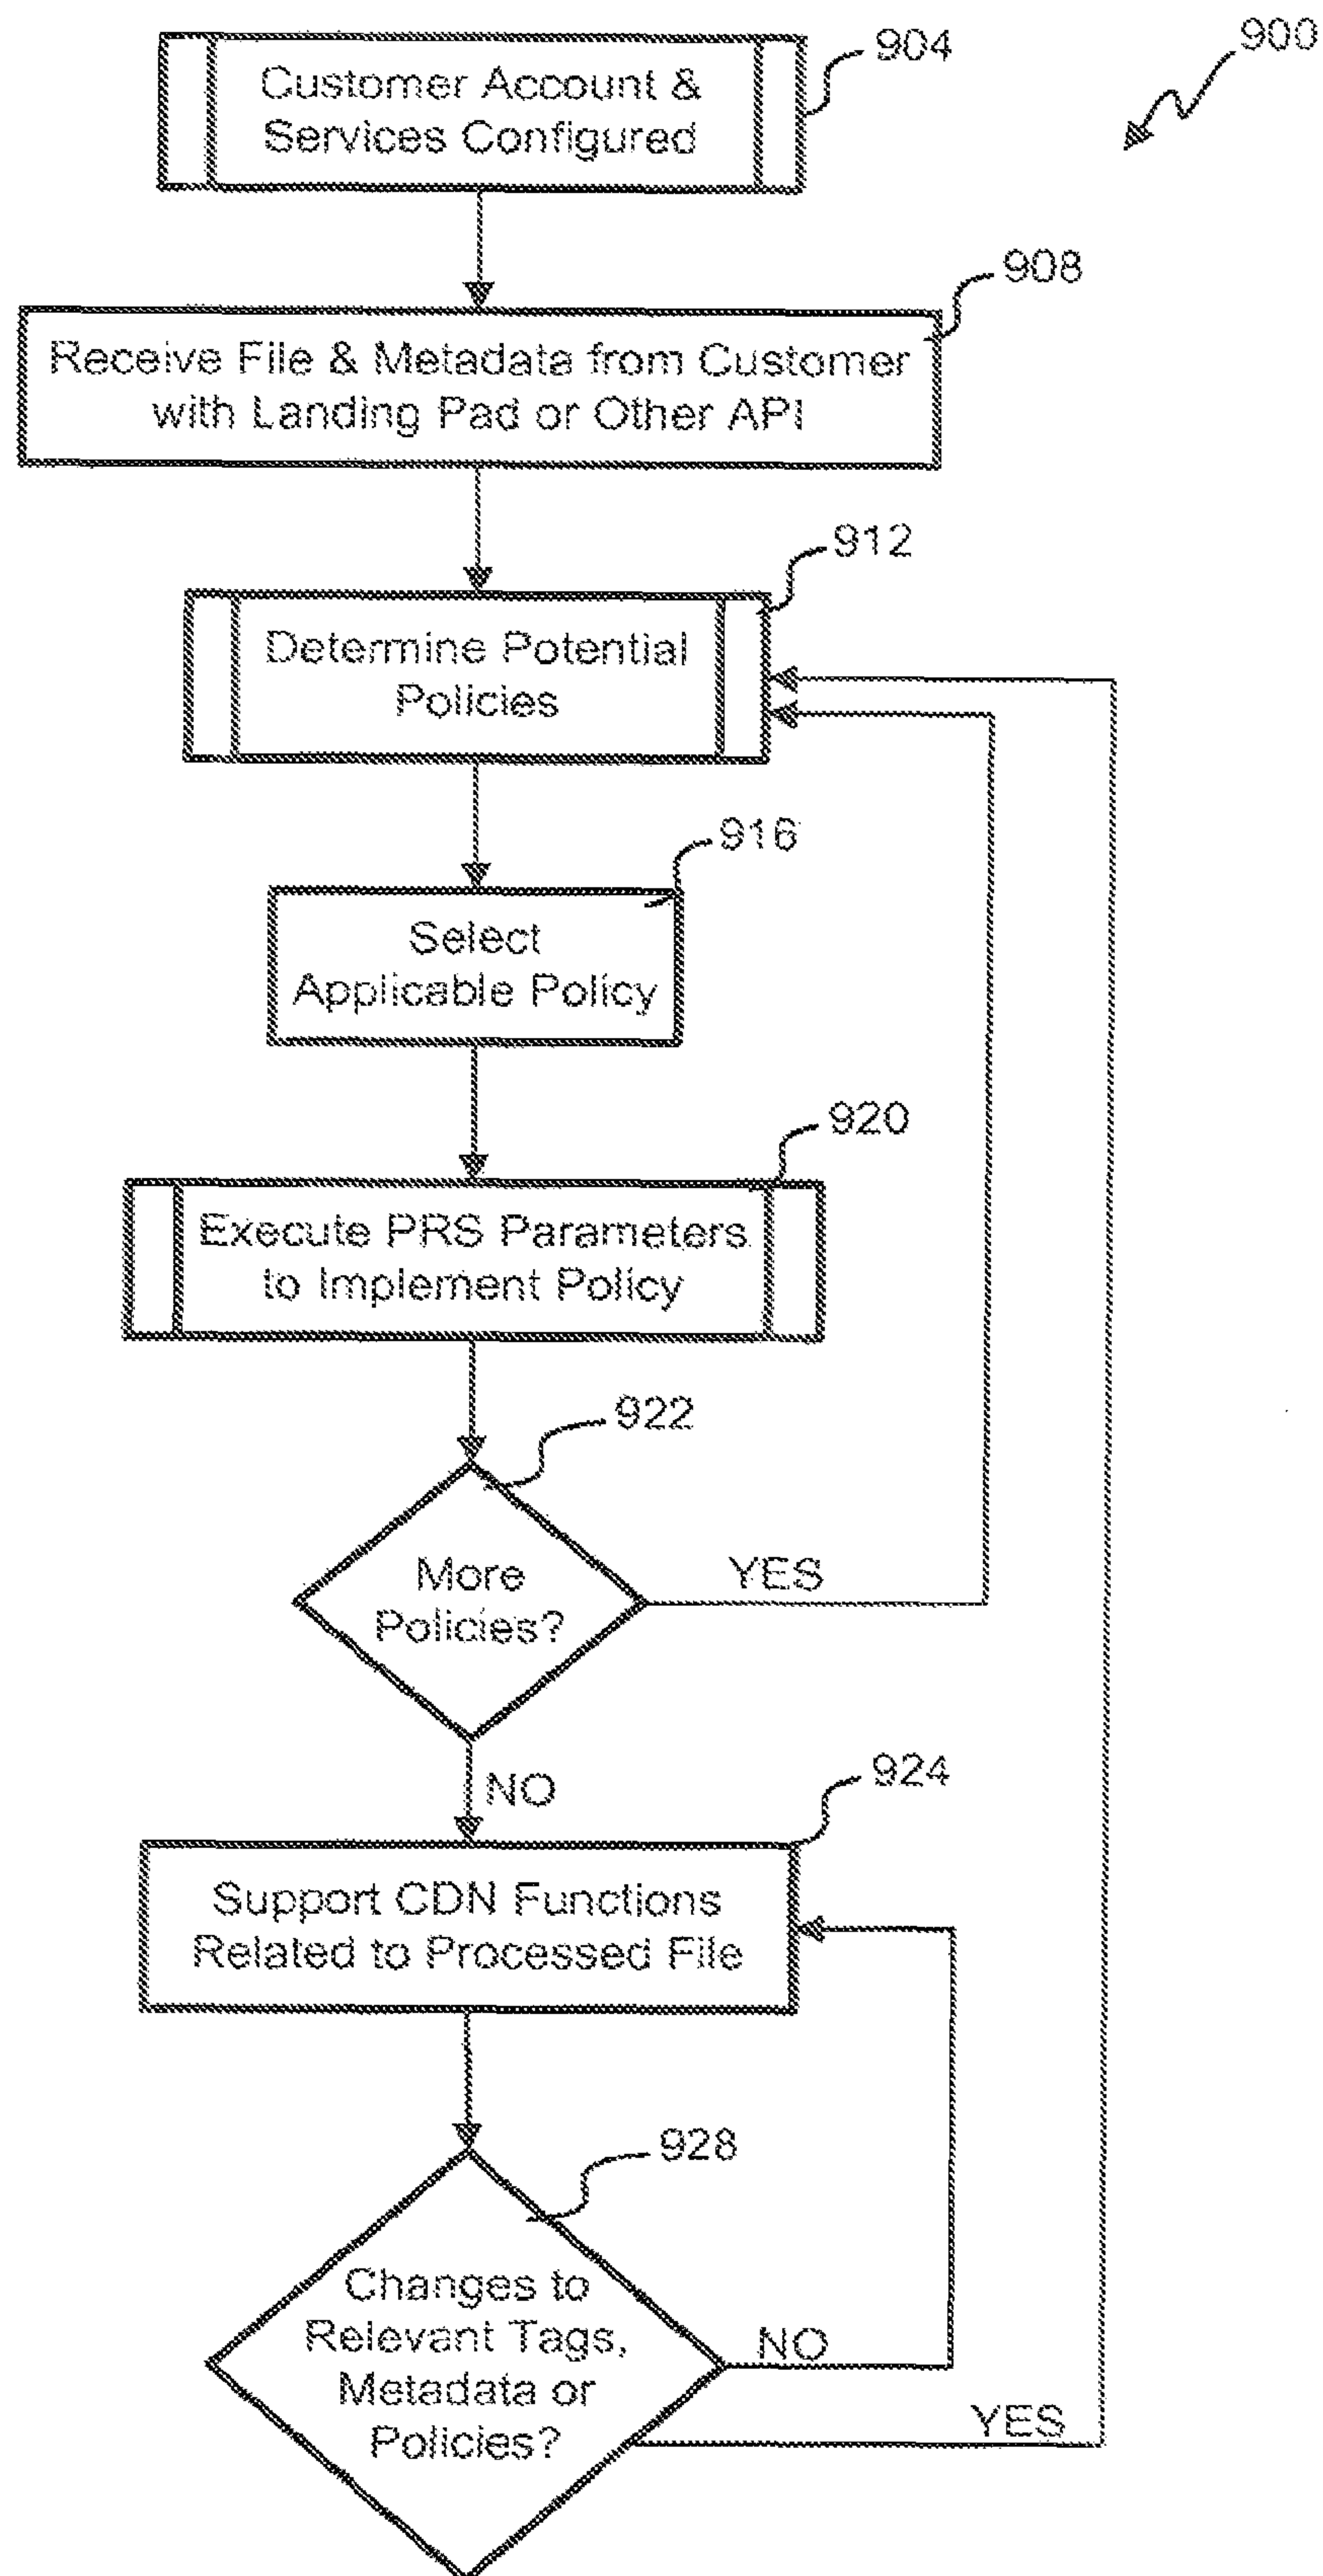 900
904
Customer Account &
Services Configured
908
Receive File & Metadata from Customer
with Landing Pad or Other API
912
Determine Potential
Policies
916
Select
Applicable Policy
920
Execute PRS Parameters
to Implement Policy
922
More
Policies?
YES
NO
924
Support CDN Functions
Related to Processed File
928
Changes to
Relevant Tags,
Metadata or
Policies?
NO
YES